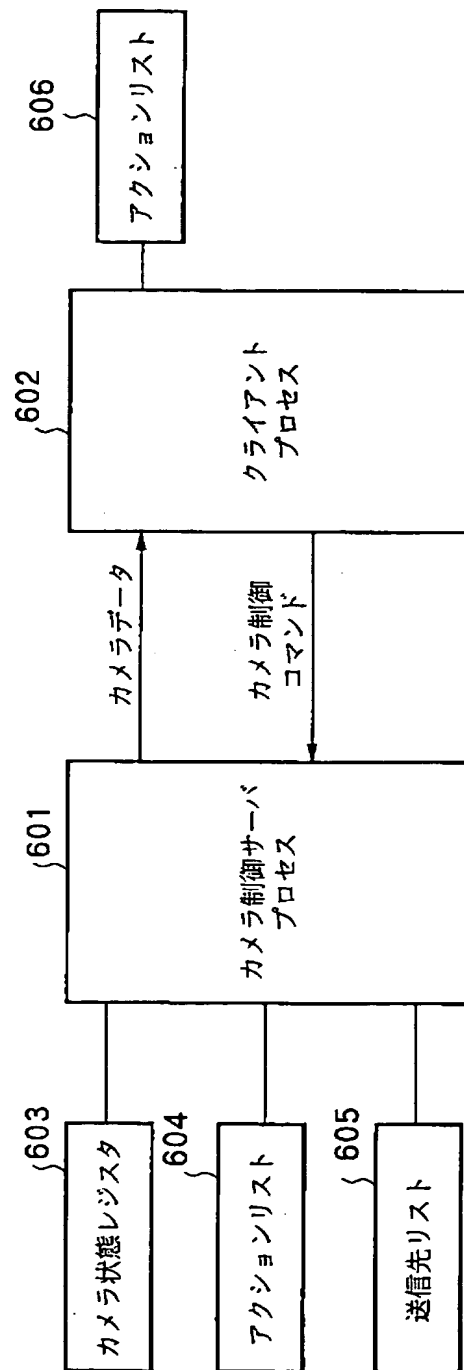 603
カメラ状態レジスタ
604
アクションリスト
605
送信先リスト
601
カメラ制御サーバ
プロセス
カメラデータ
カメラ制御
コマンド
602
クライアント
プロセス
606
アクションリスト